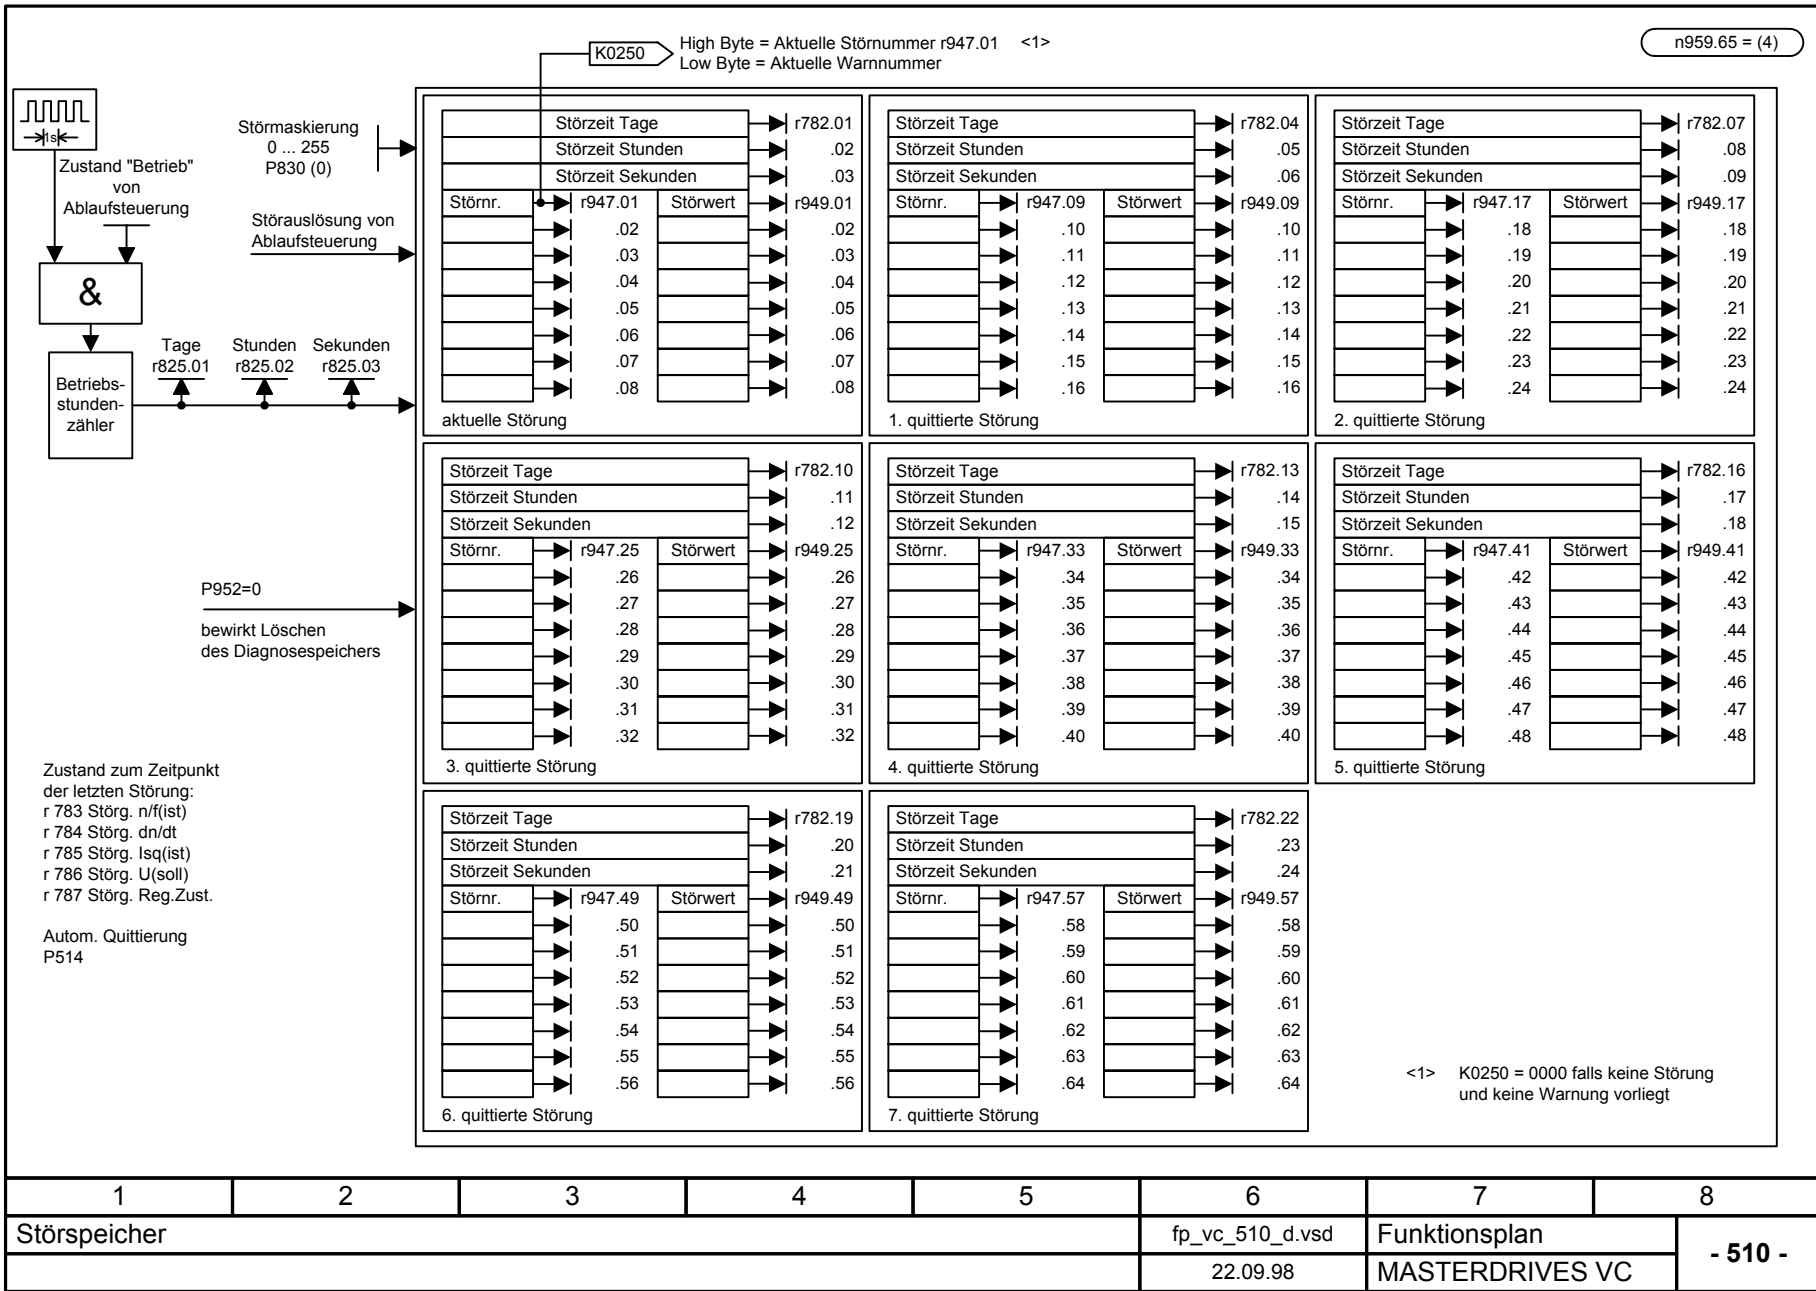 K0250
High Byte = Aktuelle Störnummer r947.01 <1>
Low Byte = Aktuelle Warnnummer
n959.65 = (4)
1s
Zustand "Betrieb"
von
Ablaufsteuerung
&
Betriebs-
stunden-
zähler
Tage
r825.01
Stunden
r825.02
Sekunden
r825.03
Störmaskierung
0 ... 255
P830 (0)
Störauslösung von
Ablaufsteuerung
P952=0
bewirkt Löschen
des Diagnosespeichers
Zustand zum Zeitpunkt
der letzten Störung:
r 783 Störg. n/f(ist)
r 784 Störg. dn/dt
r 785 Störg. Isq(ist)
r 786 Störg. U(soll)
r 787 Störg. Reg.Zust.
Autom. Quittierung
P514
Störzeit Tage r782.01
Störzeit Stunden .02
Störzeit Sekunden .03
Störnr. r947.01 Störwert r949.01
.02 .02
.03 .03
.04 .04
.05 .05
.06 .06
.07 .07
.08 .08
aktuelle Störung
Störzeit Tage r782.04
Störzeit Stunden .05
Störzeit Sekunden .06
Störnr. r947.09 Störwert r949.09
.10 .10
.11 .11
.12 .12
.13 .13
.14 .14
.15 .15
.16 .16
1. quittierte Störung
Störzeit Tage r782.07
Störzeit Stunden .08
Störzeit Sekunden .09
Störnr. r947.17 Störwert r949.17
.18 .18
.19 .19
.20 .20
.21 .21
.22 .22
.23 .23
.24 .24
2. quittierte Störung
Störzeit Tage r782.10
Störzeit Stunden .11
Störzeit Sekunden .12
Störnr. r947.25 Störwert r949.25
.26 .26
.27 .27
.28 .28
.29 .29
.30 .30
.31 .31
.32 .32
3. quittierte Störung
Störzeit Tage r782.13
Störzeit Stunden .14
Störzeit Sekunden .15
Störnr. r947.33 Störwert r949.33
.34 .34
.35 .35
.36 .36
.37 .37
.38 .38
.39 .39
.40 .40
4. quittierte Störung
Störzeit Tage r782.16
Störzeit Stunden .17
Störzeit Sekunden .18
Störnr. r947.41 Störwert r949.41
.42 .42
.43 .43
.44 .44
.45 .45
.46 .46
.47 .47
.48 .48
5. quittierte Störung
Störzeit Tage r782.19
Störzeit Stunden .20
Störzeit Sekunden .21
Störnr. r947.49 Störwert r949.49
.50 .50
.51 .51
.52 .52
.53 .53
.54 .54
.55 .55
.56 .56
6. quittierte Störung
Störzeit Tage r782.22
Störzeit Stunden .23
Störzeit Sekunden .24
Störnr. r947.57 Störwert r949.57
.58 .58
.59 .59
.60 .60
.61 .61
.62 .62
.63 .63
.64 .64
7. quittierte Störung
<1> K0250 = 0000 falls keine Störung
und keine Warnung vorliegt
1 2 3 4 5 6 7 8
Störspeicher fp_vc_510_d.vsd Funktionsplan - 510 -
22.09.98 MASTERDRIVES VC